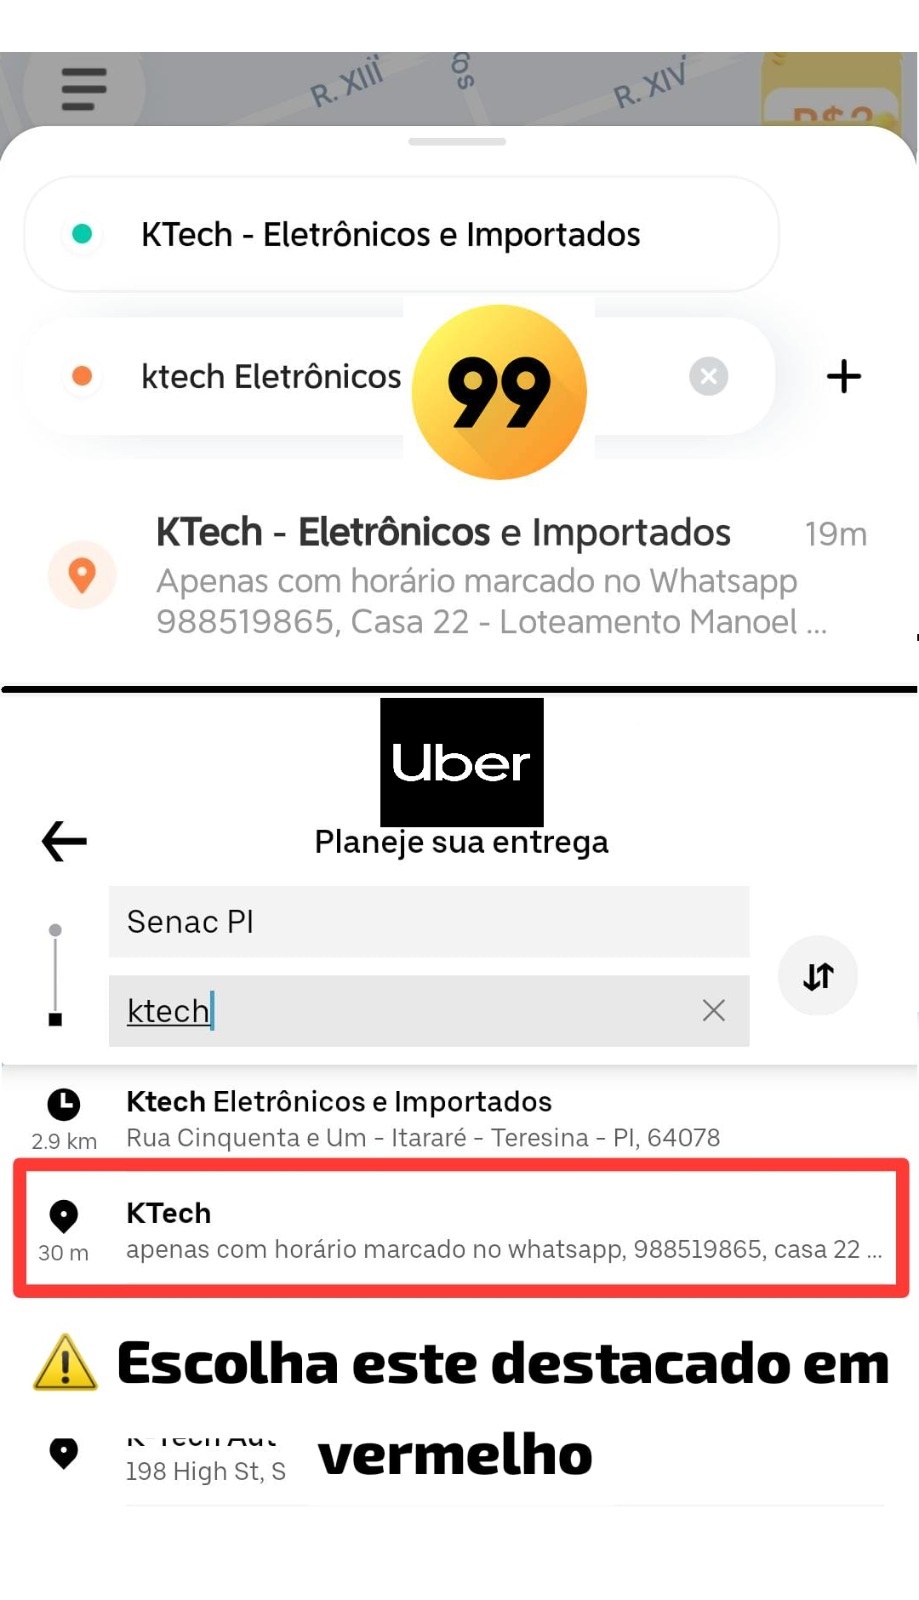 R. XIII
os
R. XIV
R$2
KTech - Eletrônicos e Importados
ktech Eletrônicos
99
KTech - Eletrônicos e Importados
19m
Apenas com horário marcado no Whatsapp
988519865, Casa 22 - Loteamento Manoel ...
Uber
Planeje sua entrega
Senac PI
ktech
Ktech Eletrônicos e Importados
2.9 km
Rua Cinquenta e Um - Itararé - Teresina - PI, 64078
KTech
30 m
apenas com horário marcado no whatsapp, 988519865, casa 22 ...
Escolha este destacado em
vermelho
198 High St, S